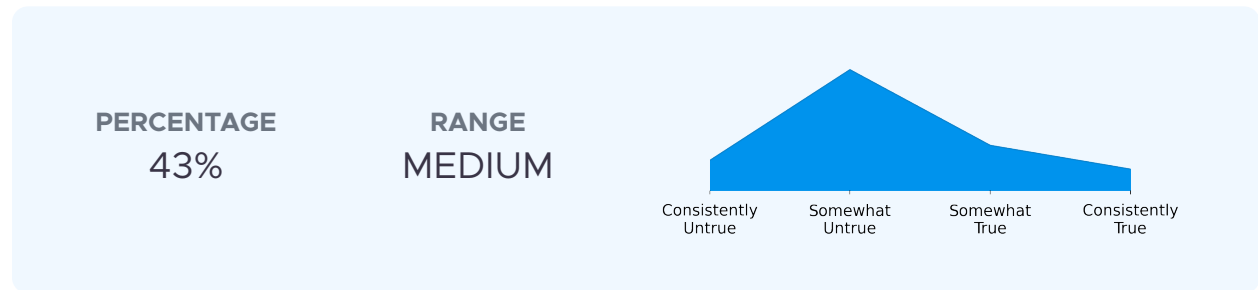 PERCENTAGE
43%
RANGE
MEDIUM
Consistently
Untrue
Somewhat
Untrue
Somewhat
True
Consistently
True